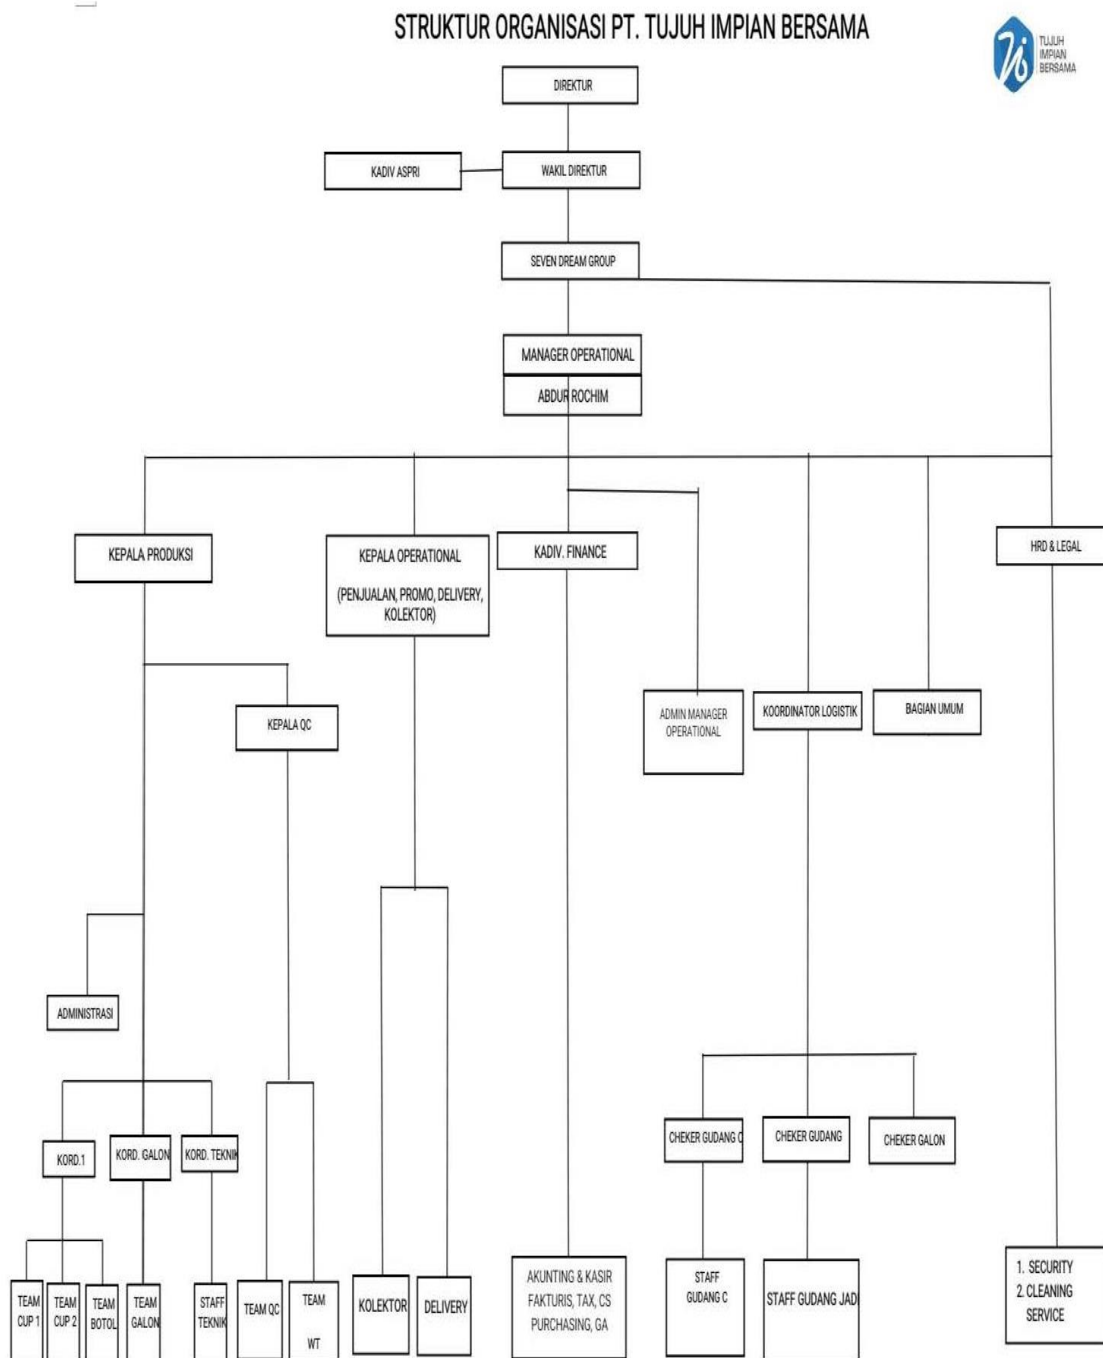 STRUKTUR ORGANISASI PT. TUJUH IMPIAN BERSAMA
TUJUH
IMPIAN
BERSAMA
DIREKTUR
KADIV ASPRI
WAKIL DIREKTUR
SEVEN DREAM GROUP
MANAGER OPERATIONAL
ABDUR ROCHIM
KEPALA PRODUKSI
KEPALA OPERATIONAL
(PENJUALAN, PROMO, DELIVERY,
KOLEKTOR)
KADIV. FINANCE
HRD & LEGAL
KEPALA QC
ADMIN MANAGER
OPERATIONAL
KOORDINATOR LOGISTIK
BAGIAN UMUM
ADMINISTRASI
KORD.1
KORD. GALON
KORD. TEKNIK
CHEKER GUDANG C
CHEKER GUDANG
CHEKER GALON
TEAM
CUP 1
TEAM
CUP 2
TEAM
BOTOL
TEAM
GALON
STAFF
TEKNIK
TEAM QC
TEAM
WT
KOLEKTOR
DELIVERY
AKUNTING & KASIR
FAKTURIS, TAX, CS
PURCHASING, GA
STAFF
GUDANG C
STAFF GUDANG JADI
1. SECURITY
2. CLEANING
SERVICE